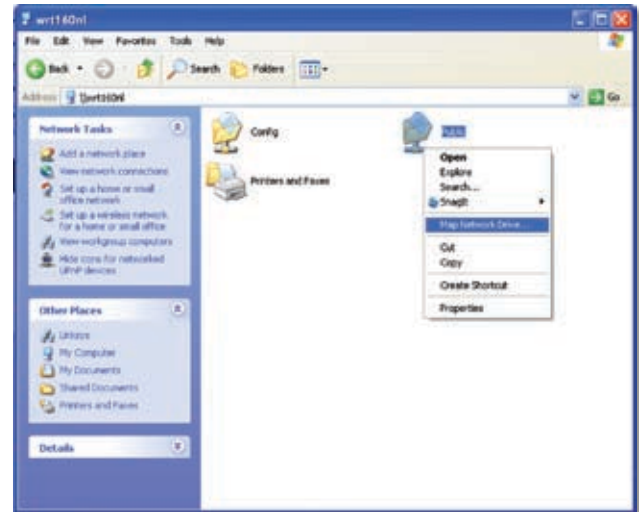 wrt160nl
File Edit View Favorites Tools Help
Back Search Folders
Address \\wrt160nl Go
Network Tasks
Add a network place
View network connections
Set up a home or small
office network
Set up a wireless network
for a home or small office
View workgroup computers
Hide icons for networked
UPnP devices
Other Places
My Computer
My Documents
Shared Documents
Printers and Faxes
Details
Config
Printers and Faxes
Public
Open
Explore
Search...
SnagIt
Map Network Drive...
Cut
Copy
Create Shortcut
Properties